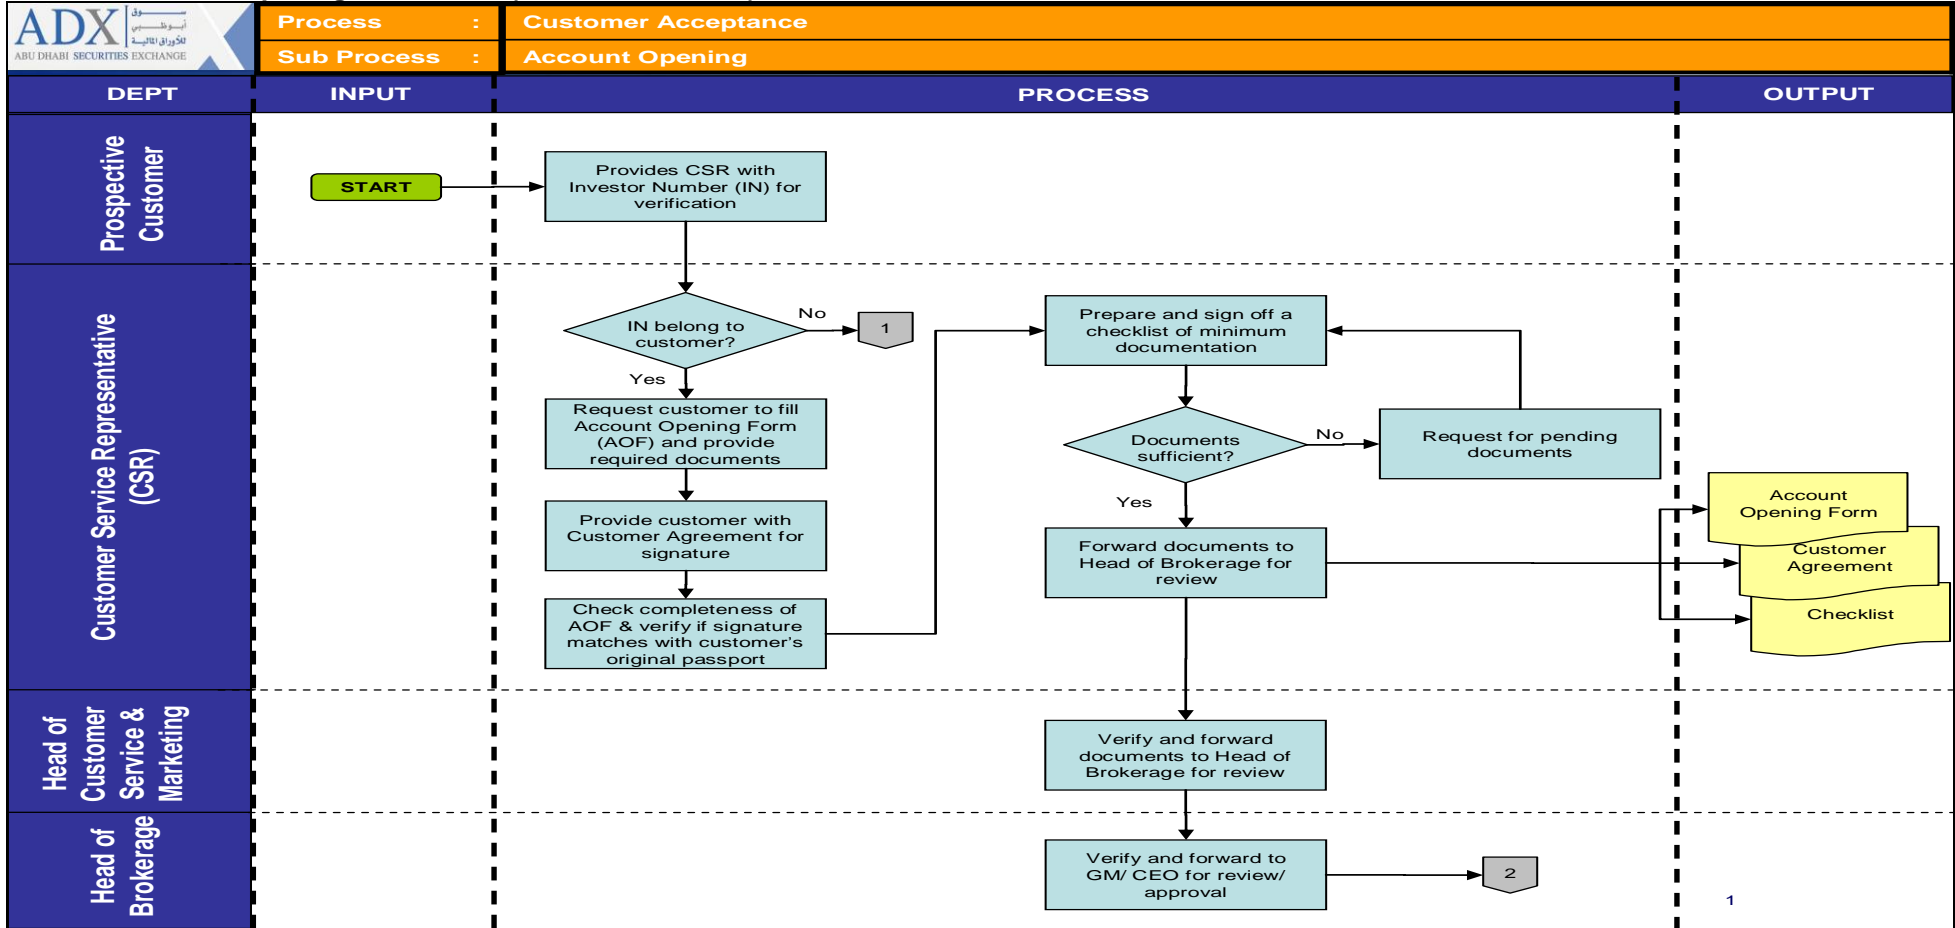 ADX
سوق
أبوظبي
للأوراق المالية
ABU DHABI SECURITIES EXCHANGE
Process : Customer Acceptance
Sub Process : Account Opening
DEPT
INPUT
PROCESS
OUTPUT
Prospective
Customer
START
Provides CSR with
Investor Number (IN) for
verification
Customer Service Representative
(CSR)
IN belong to
customer?
No
1
Yes
Request customer to fill
Account Opening Form
(AOF) and provide
required documents
Provide customer with
Customer Agreement for
signature
Check completeness of
AOF & verify if signature
matches with customer's
original passport
Prepare and sign off a
checklist of minimum
documentation
Documents
sufficient?
No
Request for pending
documents
Yes
Forward documents to
Head of Brokerage for
review
Account
Opening Form
Customer
Agreement
Checklist
Head of
Customer
Service &
Marketing
Verify and forward
documents to Head of
Brokerage for review
Head of
Brokerage
Verify and forward to
GM/ CEO for review/
approval
2
1